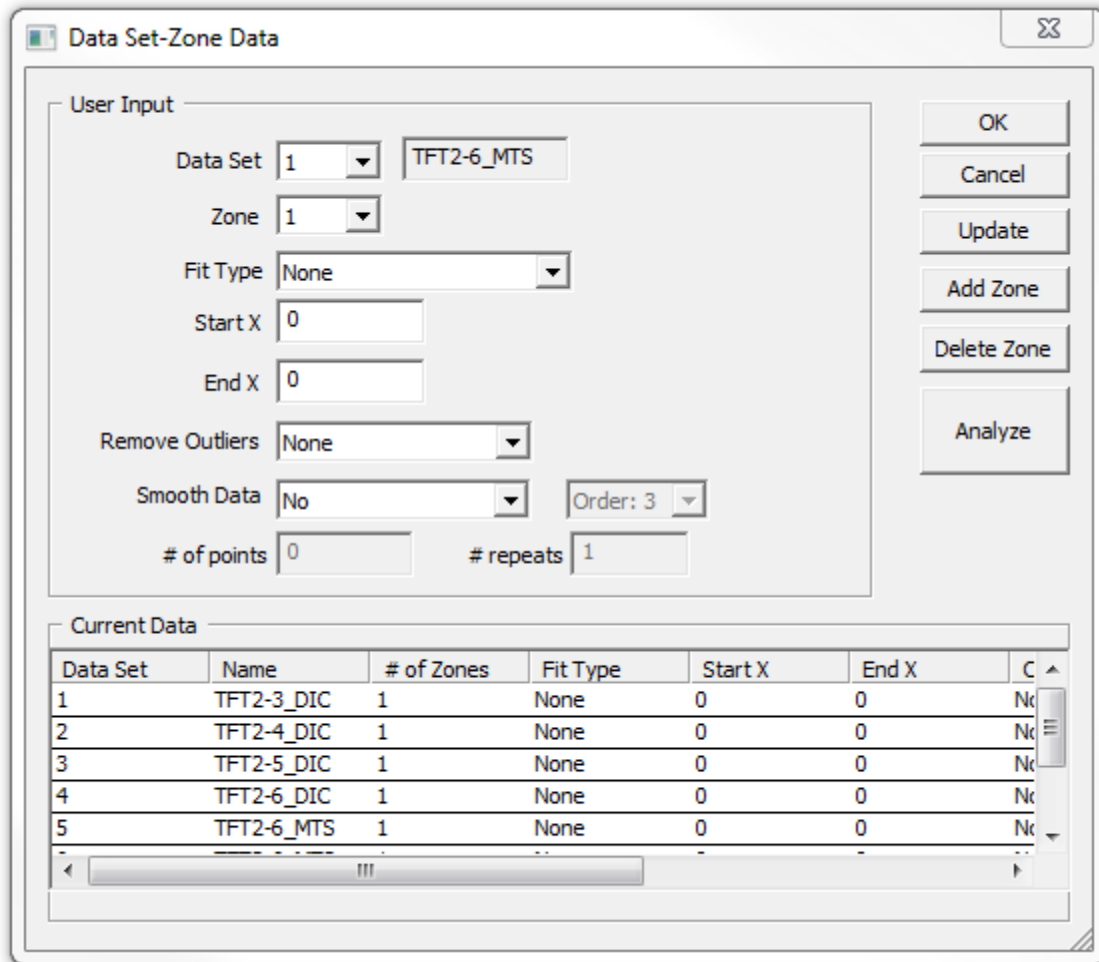 Data Set-Zone Data
User Input
Data Set 1 TFT2-6_MTS
Zone 1
Fit Type None
Start X 0
End X 0
Remove Outliers None
Smooth Data No Order: 3
# of points 0 # repeats 1
OK
Cancel
Update
Add Zone
Delete Zone
Analyze
Current Data
Data Set Name # of Zones Fit Type Start X End X
1 TFT2-3_DIC 1 None 0 0
2 TFT2-4_DIC 1 None 0 0
3 TFT2-5_DIC 1 None 0 0
4 TFT2-6_DIC 1 None 0 0
5 TFT2-6_MTS 1 None 0 0